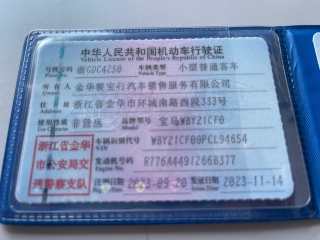 中华人民共和国机动车行驶证
Vehicle License of the People's Republic of China
号牌号码 浙GDC4250 车辆类型 小型普通客车
Plate No. Vehicle Type
所有人 金华骏宝行汽车销售服务有限公司
Owner
住址 浙江省金华市环城南路西段333号
Address
使用性质 非营运 品牌型号 宝马WBY21CF0
Use Character Model
浙江省金华 车辆识别代号 WBY21CF00PCL94654
VIN
市公安局交 发动机号码 R776A4491Z66B377
Engine No.
通警察支队 注册日期 2023-09-20 发证日期 2023-11-14
Register Date Issue Date